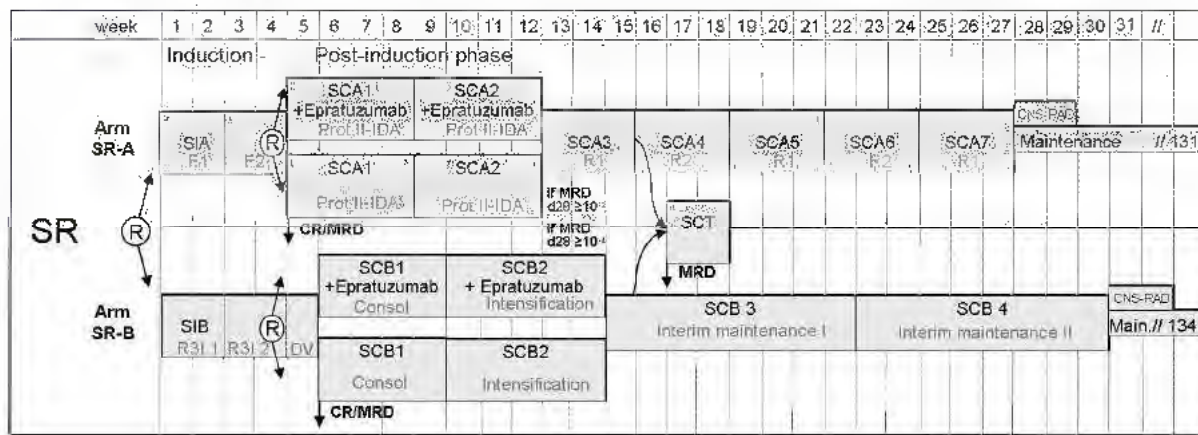 week 1 2 3 4 5 6 7 8 9 10 11 12 13 14 15 16 17 18 19 20 21 22 23 24 25 26 27 28 29 30 31 //
Induction - Post-induction phase
SCA1 SCA2
+Epratuzumab +Epratuzumab
Prot II-IDA Prot II-IDA
CNS-RAD
Arm
SR-A
SIA
F1 F2
R
SCA3 SCA4 SCA5 SCA6 SCA7
R1 R2 R1 R2 R1
Maintenance // 131
SCA1 SCA2
Prot II-IDA Prot II-IDA
if MRD
d28 ≥10
CR/MRD
if MRD
d28 ≥10
SCT
MRD
SR
R
SCB1 SCB2
+Epratuzumab + Epratuzumab
Consol Intensification
Arm
SR-B
SIB
R3I.1 R3I.2 DV
R
SCB 3 SCB 4
Interim maintenance I Interim maintenance II
CNS-RAD
Main.// 134
SCB1 SCB2
Consol Intensification
CR/MRD